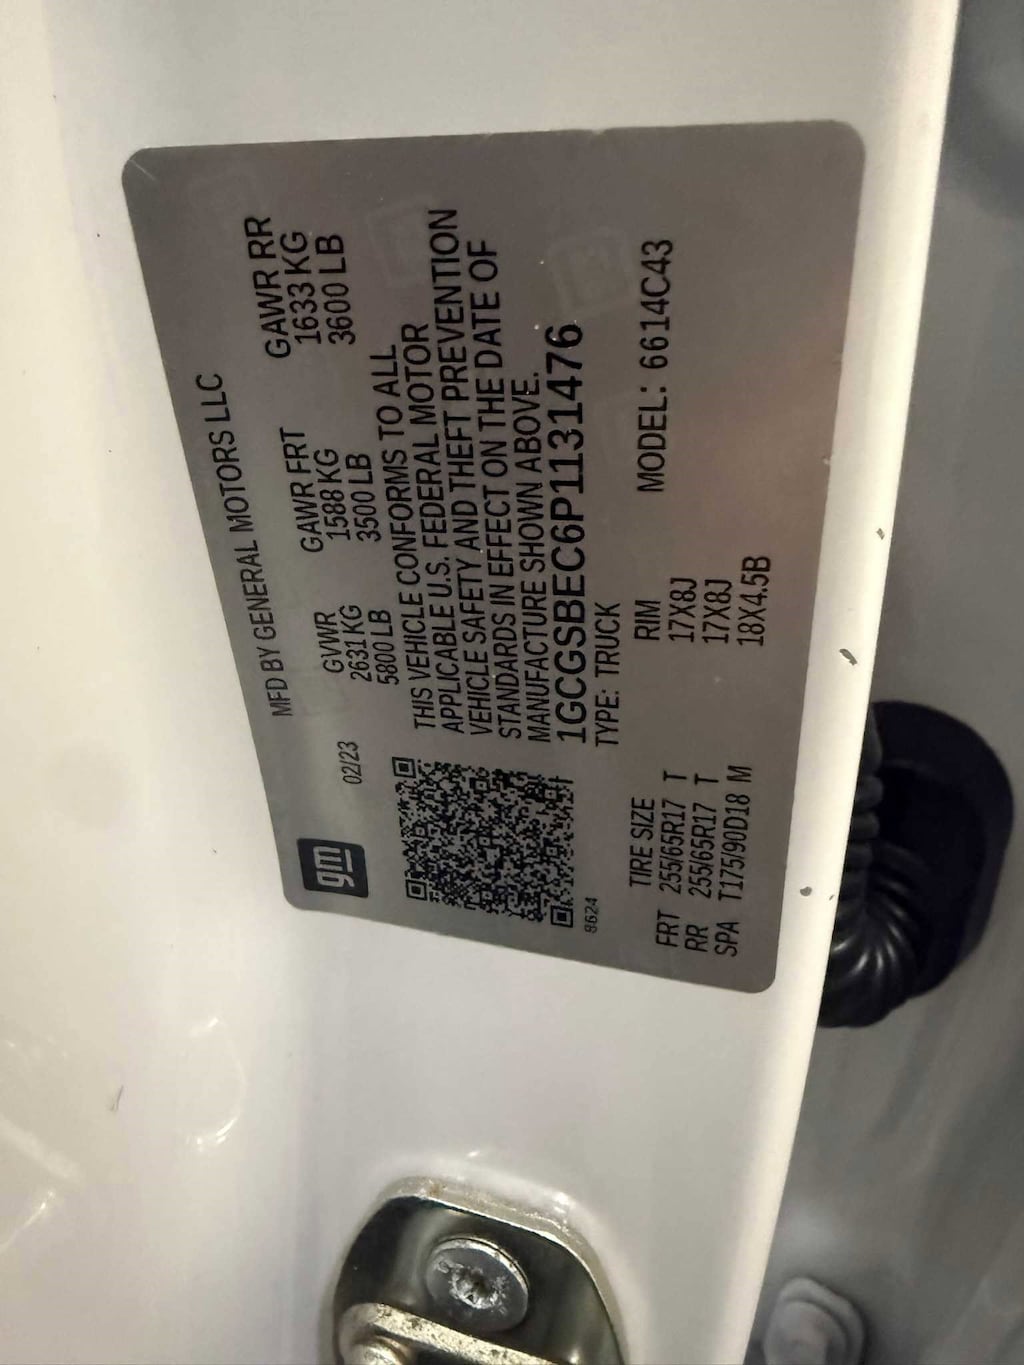 gm
MFD BY GENERAL MOTORS LLC
02/23
GVWR GAWR FRT GAWR RR
2631 KG 1588 KG 1633 KG
5800 LB 3500 LB 3600 LB
THIS VEHICLE CONFORMS TO ALL
APPLICABLE U.S. FEDERAL MOTOR
VEHICLE SAFETY AND THEFT PREVENTION
STANDARDS IN EFFECT ON THE DATE OF
MANUFACTURE SHOWN ABOVE.
1GCGSBEC6P1131476
TYPE: TRUCK
8624
MODEL: 6614C43
TIRE SIZE RIM
FRT 255/65R17 T 17X8J
RR 255/65R17 T 17X8J
SPA T175/90D18 M 18X4.5B